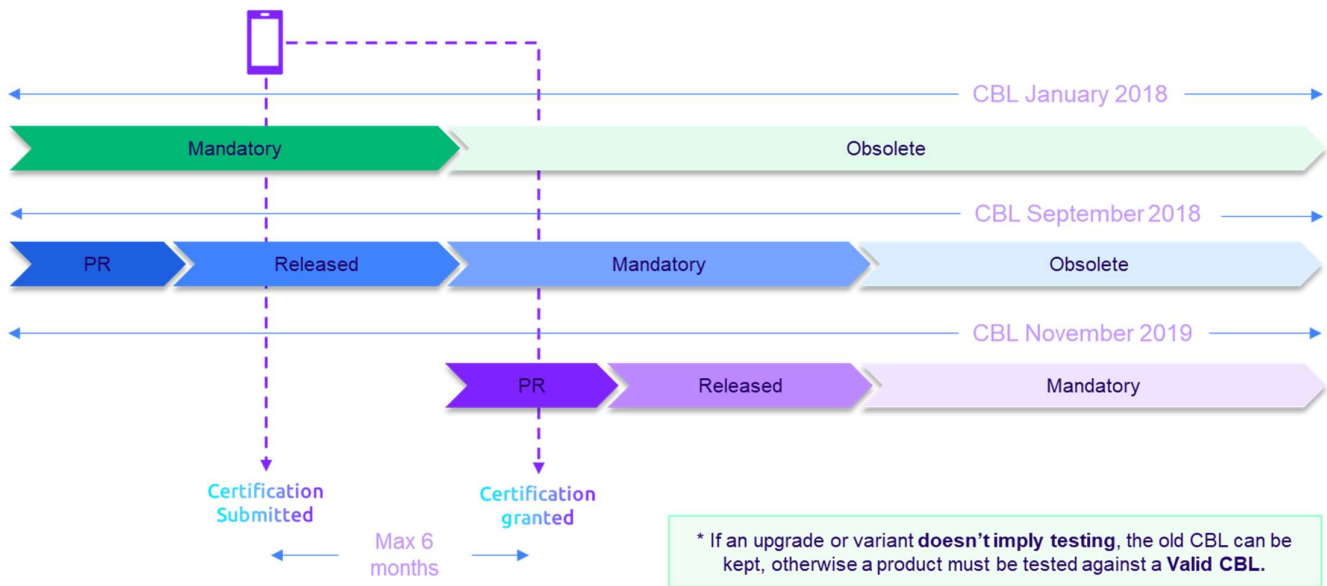 CBL January 2018
Mandatory
Obsolete
CBL September 2018
PR
Released
Mandatory
Obsolete
CBL November 2019
PR
Released
Mandatory
Certification
Submitted
Certification
granted
Max 6
months
* If an upgrade or variant doesn't imply testing, the old CBL can be
kept, otherwise a product must be tested against a Valid CBL.